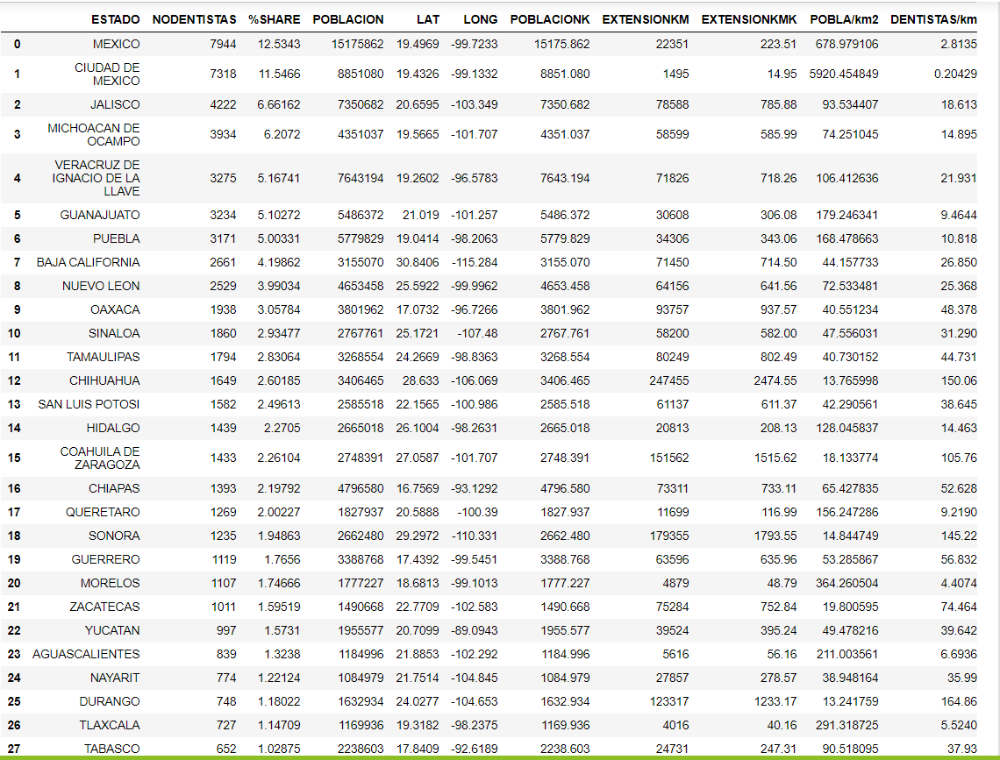 ESTADO NODENTISTAS %SHARE POBLACION LAT LONG POBLACIONK EXTENSIONKM EXTENSIONKMK POBLA/km2 DENTISTAS/km
0 MEXICO 7944 12.5343 15175862 19.4969 -99.7233 15175.862 22351 223.51 678.979106 2.8135
1 CIUDAD DE MEXICO 7318 11.5466 8851080 19.4326 -99.1332 8851.080 1495 14.95 5920.454849 0.20429
2 JALISCO 4222 6.66162 7350682 20.6595 -103.349 7350.682 78588 785.88 93.534407 18.613
3 MICHOACAN DE OCAMPO 3934 6.2072 4351037 19.5665 -101.707 4351.037 58599 585.99 74.251045 14.895
4 VERACRUZ DE IGNACIO DE LA LLAVE 3275 5.16741 7643194 19.2602 -96.5783 7643.194 71826 718.26 106.412636 21.931
5 GUANAJUATO 3234 5.10272 5486372 21.019 -101.257 5486.372 30608 306.08 179.246341 9.4644
6 PUEBLA 3171 5.00331 5779829 19.0414 -98.2063 5779.829 34306 343.06 168.478663 10.818
7 BAJA CALIFORNIA 2661 4.19862 3155070 30.8406 -115.284 3155.070 71450 714.50 44.157733 26.850
8 NUEVO LEON 2529 3.99034 4653458 25.5922 -99.9962 4653.458 64156 641.56 72.533481 25.368
9 OAXACA 1938 3.05784 3801962 17.0732 -96.7266 3801.962 93757 937.57 40.551234 48.378
10 SINALOA 1860 2.93477 2767761 25.1721 -107.48 2767.761 58200 582.00 47.556031 31.290
11 TAMAULIPAS 1794 2.83064 3268554 24.2669 -98.8363 3268.554 80249 802.49 40.730152 44.731
12 CHIHUAHUA 1649 2.60185 3406465 28.633 -106.069 3406.465 247455 2474.55 13.765998 150.06
13 SAN LUIS POTOSI 1582 2.49613 2585518 22.1565 -100.986 2585.518 61137 611.37 42.290561 38.645
14 HIDALGO 1439 2.2705 2665018 26.1004 -98.2631 2665.018 20813 208.13 128.045837 14.463
15 COAHUILA DE ZARAGOZA 1433 2.26104 2748391 27.0587 -101.707 2748.391 151562 1515.62 18.133774 105.76
16 CHIAPAS 1393 2.19792 4796580 16.7569 -93.1292 4796.580 73311 733.11 65.427835 52.628
17 QUERETARO 1269 2.00227 1827937 20.5888 -100.39 1827.937 11699 116.99 156.247286 9.2190
18 SONORA 1235 1.94863 2662480 29.2972 -110.331 2662.480 179355 1793.55 14.844749 145.22
19 GUERRERO 1119 1.7656 3388768 17.4392 -99.5451 3388.768 63596 635.96 53.285867 56.832
20 MORELOS 1107 1.74666 1777227 18.6813 -99.1013 1777.227 4879 48.79 364.260504 4.4074
21 ZACATECAS 1011 1.59519 1490668 22.7709 -102.583 1490.668 75284 752.84 19.800595 74.464
22 YUCATAN 997 1.5731 1955577 20.7099 -89.0943 1955.577 39524 395.24 49.478216 39.642
23 AGUASCALIENTES 839 1.3238 1184996 21.8853 -102.292 1184.996 5616 56.16 211.003561 6.6936
24 NAYARIT 774 1.22124 1084979 21.7514 -104.845 1084.979 27857 278.57 38.948164 35.99
25 DURANGO 748 1.18022 1632934 24.0277 -104.653 1632.934 123317 1233.17 13.241759 164.86
26 TLAXCALA 727 1.14709 1169936 19.3182 -98.2375 1169.936 4016 40.16 291.318725 5.5240
27 TABASCO 652 1.02875 2238603 17.8409 -92.6189 2238.603 24731 247.31 90.518095 37.93